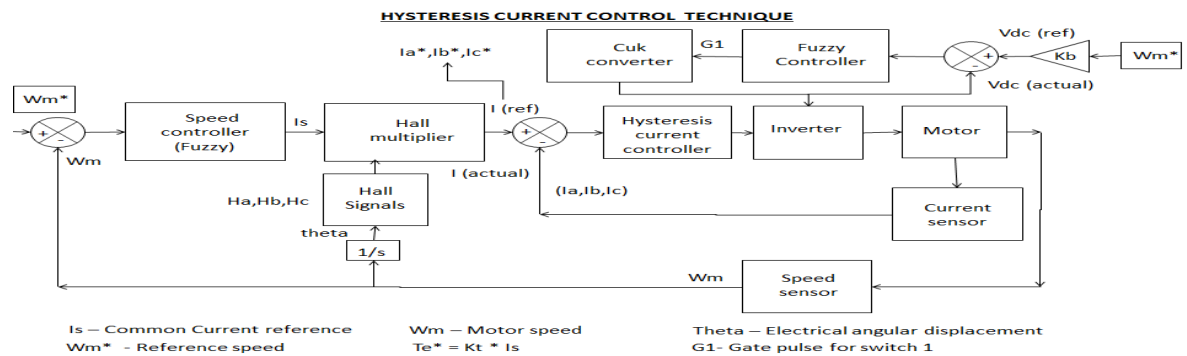 HYSTERESIS CURRENT CONTROL TECHNIQUE
Ia*,Ib*,Ic*
Cuk converter
G1
Fuzzy Controller
Vdc (ref)
+
-
Kb
Wm*
Vdc (actual)
Wm*
+
-
Wm
Speed controller (Fuzzy)
Is
Hall multiplier
I (ref)
+
-
I (actual)
Hysteresis current controller
Inverter
Motor
Ha,Hb,Hc
Hall Signals
(Ia,Ib,Ic)
Current sensor
theta
1/s
Wm
Speed sensor
Is – Common Current reference
Wm – Motor speed
Theta – Electrical angular displacement
Wm* - Reference speed
Te* = Kt * Is
G1- Gate pulse for switch 1